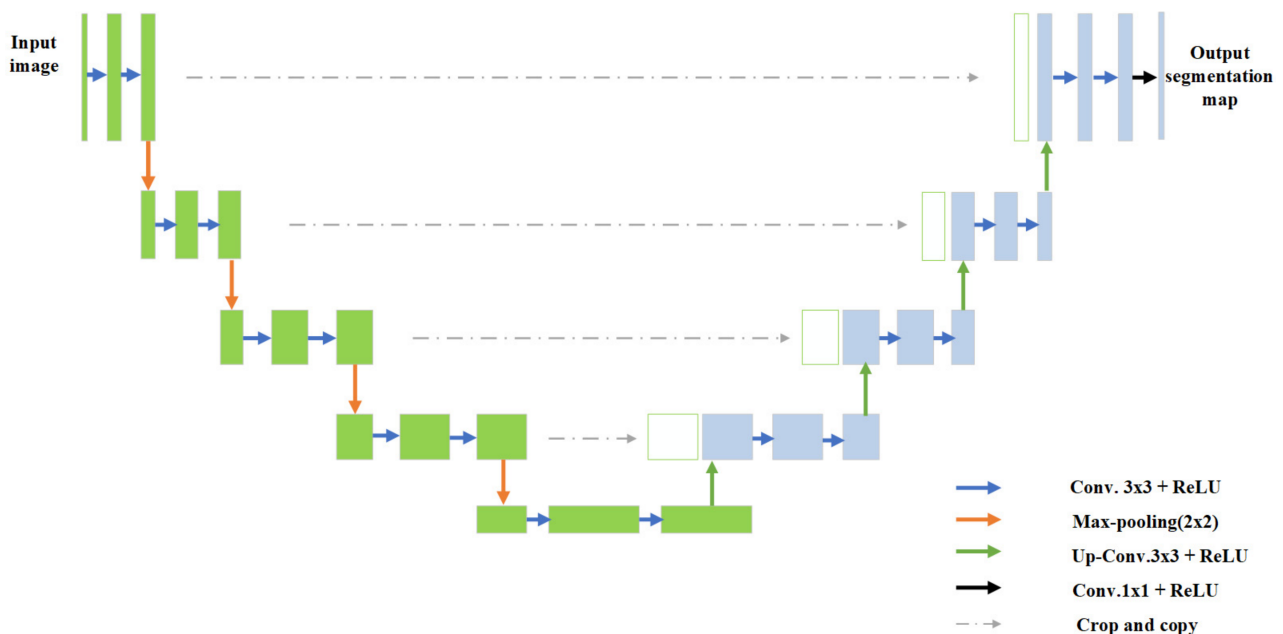 Input
image
Output
segmentation
map
Conv. 3x3 + ReLU
Max-pooling(2x2)
Up-Conv.3x3 + ReLU
Conv.1x1 + ReLU
Crop and copy